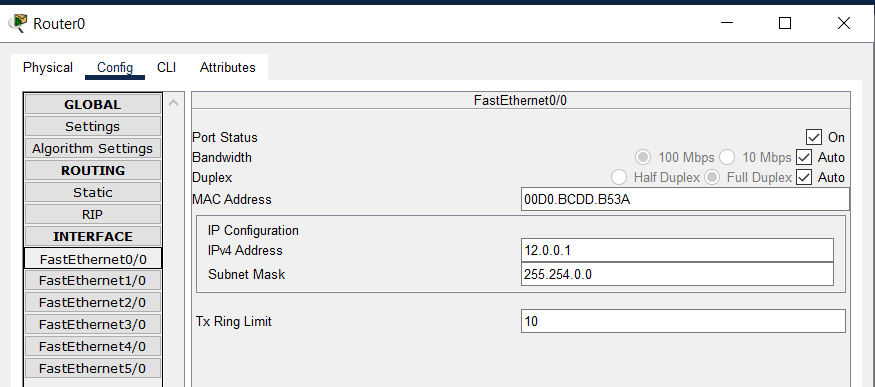 Router0
Physical Config CLI Attributes
GLOBAL
Settings
Algorithm Settings
ROUTING
Static
RIP
INTERFACE
FastEthernet0/0
FastEthernet1/0
FastEthernet2/0
FastEthernet3/0
FastEthernet4/0
FastEthernet5/0
FastEthernet0/0
Port Status On
Bandwidth 100 Mbps 10 Mbps Auto
Duplex Half Duplex Full Duplex Auto
MAC Address 00D0.BCDD.B53A
IP Configuration
IPv4 Address 12.0.0.1
Subnet Mask 255.254.0.0
Tx Ring Limit 10